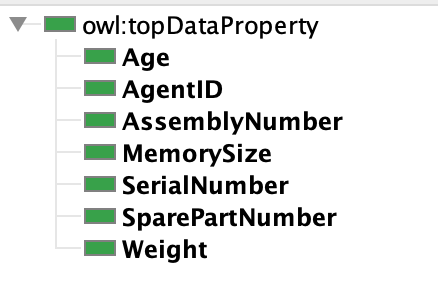 owl:topDataProperty
Age
AgentID
AssemblyNumber
MemorySize
SerialNumber
SparePartNumber
Weight